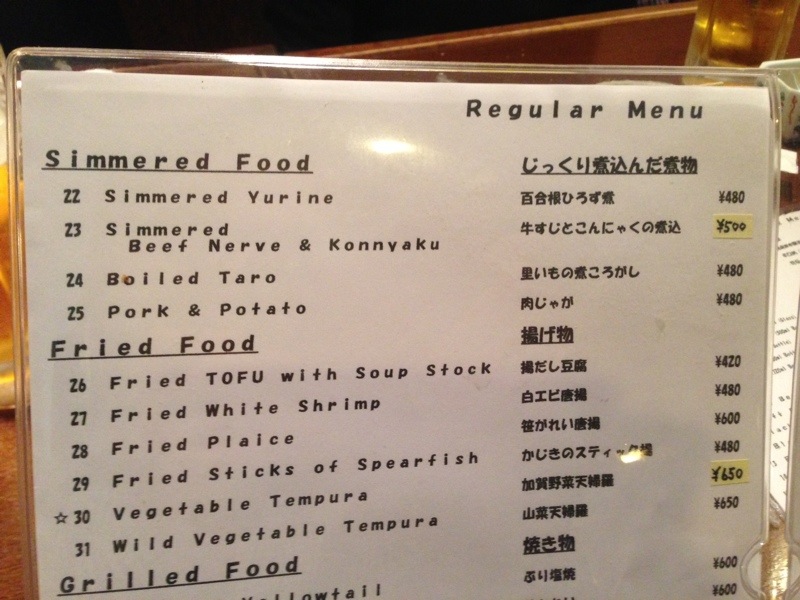 Regular Menu
Simmered Food じっくり煮込んだ煮物
22 Simmered Yurine 百合根ひろず煮 ¥480
23 Simmered
Beef Nerve & Konnyaku 牛すじとこんにゃくの煮込 ¥500
24 Boiled Taro 里いもの煮ころがし ¥480
25 Pork & Potato 肉じゃが ¥480
Fried Food 揚げ物
26 Fried TOFU with Soup Stock 揚だし豆腐 ¥420
27 Fried White Shrimp 白エビ唐揚 ¥480
28 Fried Plaice 笹がれい唐揚 ¥600
29 Fried Sticks of Spearfish かじきのスティック揚 ¥480
☆30 Vegetable Tempura 加賀野菜天婦羅 ¥650
31 Wild Vegetable Tempura 山菜天婦羅 ¥650
Grilled Food 焼き物
Yellowtail ぶり塩焼 ¥600
¥600